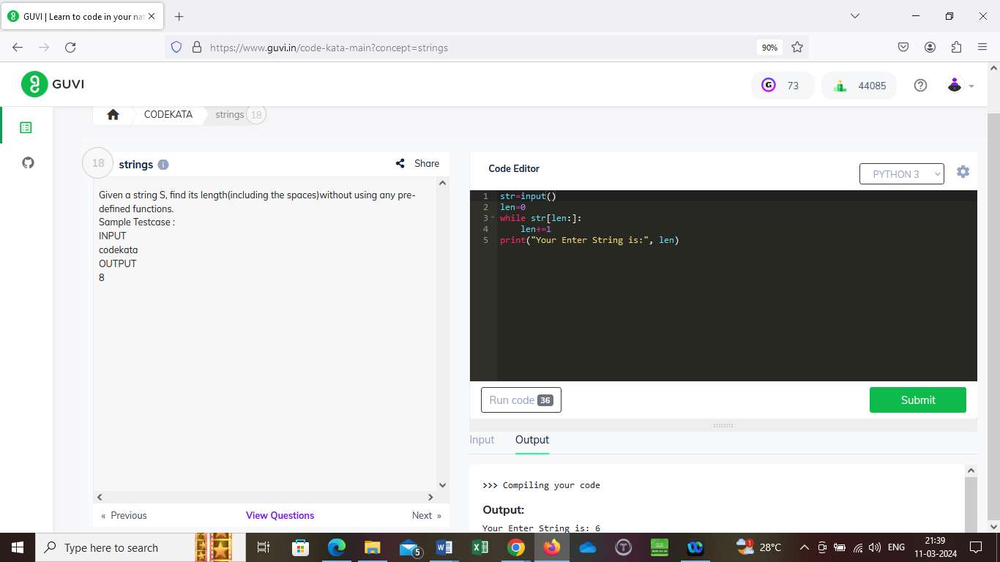 GUVI | Learn to code in your nat
https://www.guvi.in/code-kata-main?concept=strings
90%
GUVI
G
73
44085
CODEKATA
strings
18
18
strings
Share
Given a string S, find its length(including the spaces)without using any pre-
defined functions.
Sample Testcase :
INPUT
codekata
OUTPUT
8
« Previous
View Questions
Next »
Code Editor
PYTHON 3
1 str=input()
2 len=0
3 while str[len:]:
4     len+=1
5 print("Your Enter String is:", len)
Run code 36
Submit
Input
Output
>>> Compiling your code
Output:
Your Enter String is: 6
Type here to search
5
1
28°C
ENG
21:39
11-03-2024